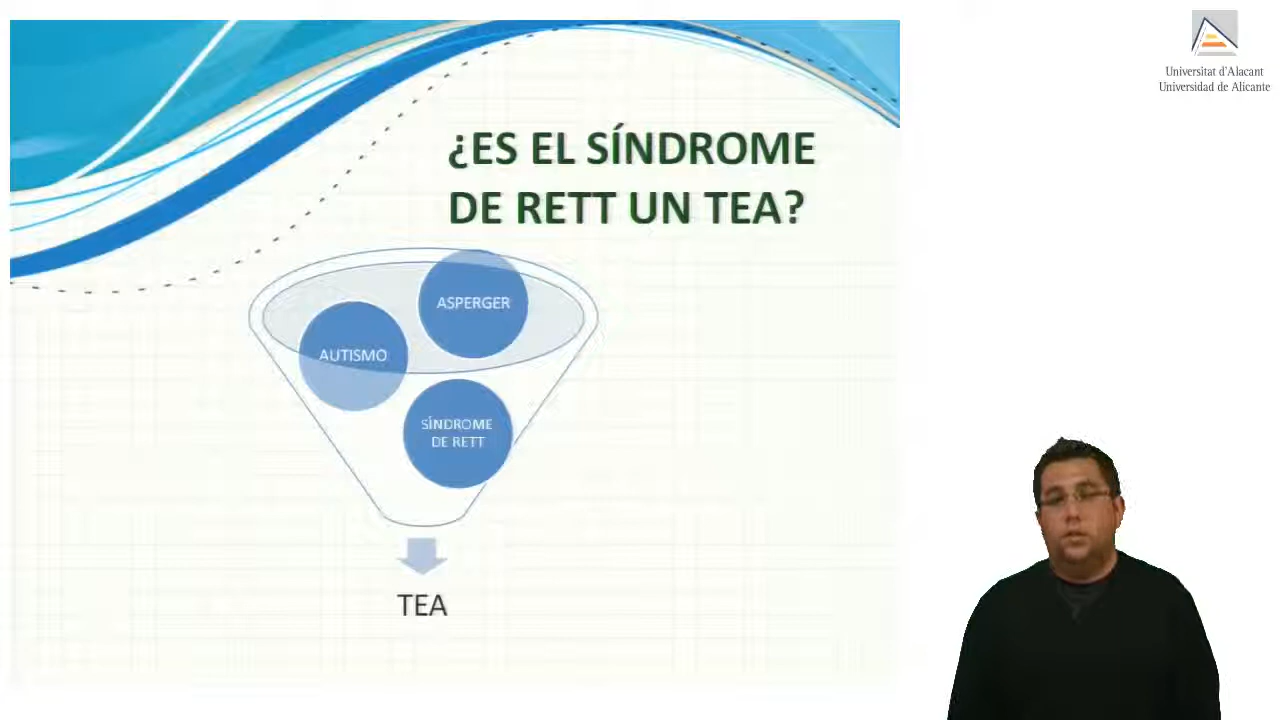 Universitat d'Alacant
Universidad de Alicante
¿ES EL SÍNDROME
DE RETT UN TEA?
ASPERGER
AUTISMO
SÍNDROME
DE RETT
TEA